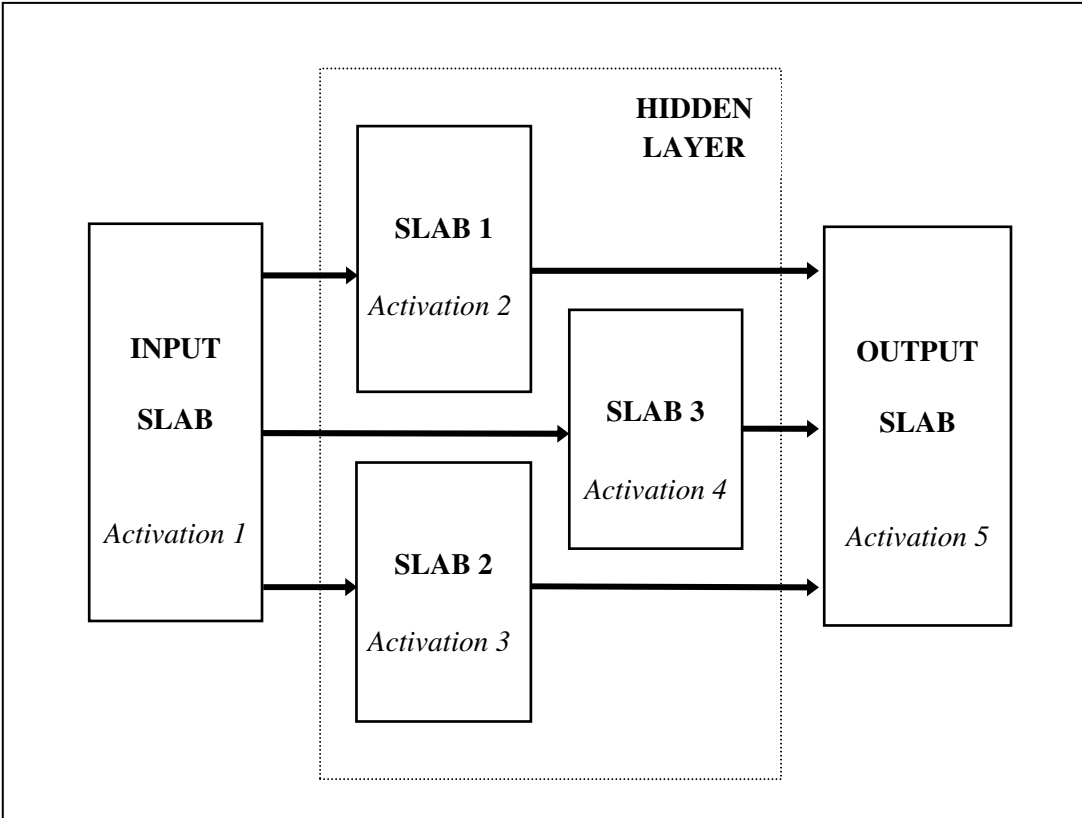 HIDDEN
LAYER
INPUT
SLAB
Activation 1
SLAB 1
Activation 2
SLAB 3
Activation 4
SLAB 2
Activation 3
OUTPUT
SLAB
Activation 5